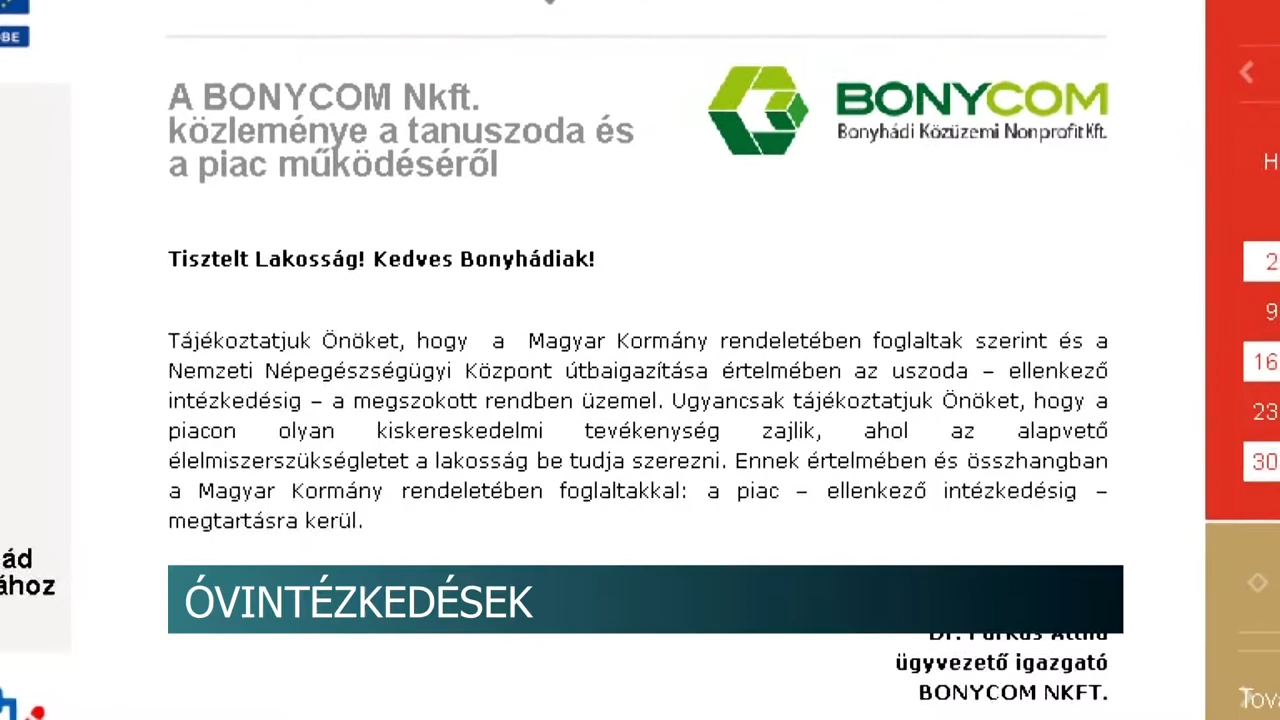 BE
A BONYCOM Nkft.
közleménye a tanuszoda és
a piac működéséről
BONYCOM
Bonyhádi Közüzemi Nonprofit Kft.
Tisztelt Lakosság! Kedves Bonyhádiak!
Tájékoztatjuk Önöket, hogy a Magyar Kormány rendeletében foglaltak szerint és a
Nemzeti Népegészségügyi Központ útbaigazítása értelmében az uszoda – ellenkező
intézkedésig – a megszokott rendben üzemel. Ugyancsak tájékoztatjuk Önöket, hogy a
piacon olyan kiskereskedelmi tevékenység zajlik, ahol az alapvető
élelmiszerszükségletet a lakosság be tudja szerezni. Ennek értelmében és összhangban
a Magyar Kormány rendeletében foglaltakkal: a piac – ellenkező intézkedésig –
megtartásra kerül.
ÓVINTÉZKEDÉSEK
ügyvezető igazgató
BONYCOM NKFT.
ád
ához
H
2
9
16
23
30
Tová